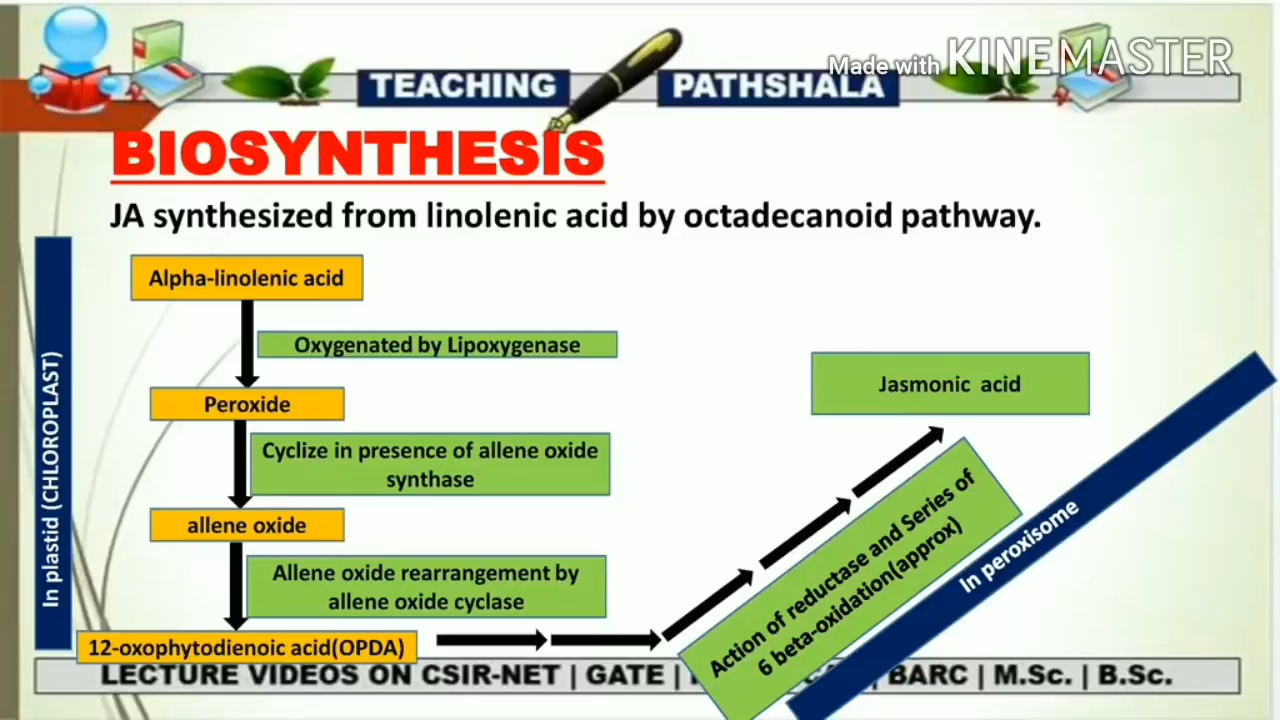 Made with KINEMASTER
TEACHING PATHSHALA
BIOSYNTHESIS
JA synthesized from linolenic acid by octadecanoid pathway.
In plastid (CHLOROPLAST)
Alpha-linolenic acid
Oxygenated by Lipoxygenase
Peroxide
Cyclize in presence of allene oxide
synthase
allene oxide
Allene oxide rearrangement by
allene oxide cyclase
12-oxophytodienoic acid(OPDA)
Action of reductase and Series of
6 beta-oxidation(approx)
Jasmonic acid
In peroxisome
LECTURE VIDEOS ON CSIR-NET | GATE | BARC | M.Sc. | B.Sc.